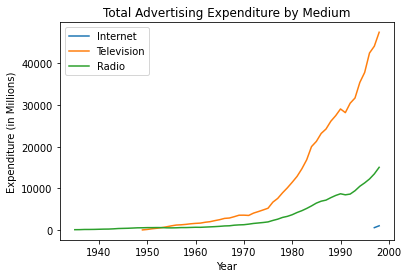 Total Advertising Expenditure by Medium
Internet
Television
Radio
Expenditure (in Millions)
40000
30000
20000
10000
0
1940 1950 1960 1970 1980 1990 2000
Year